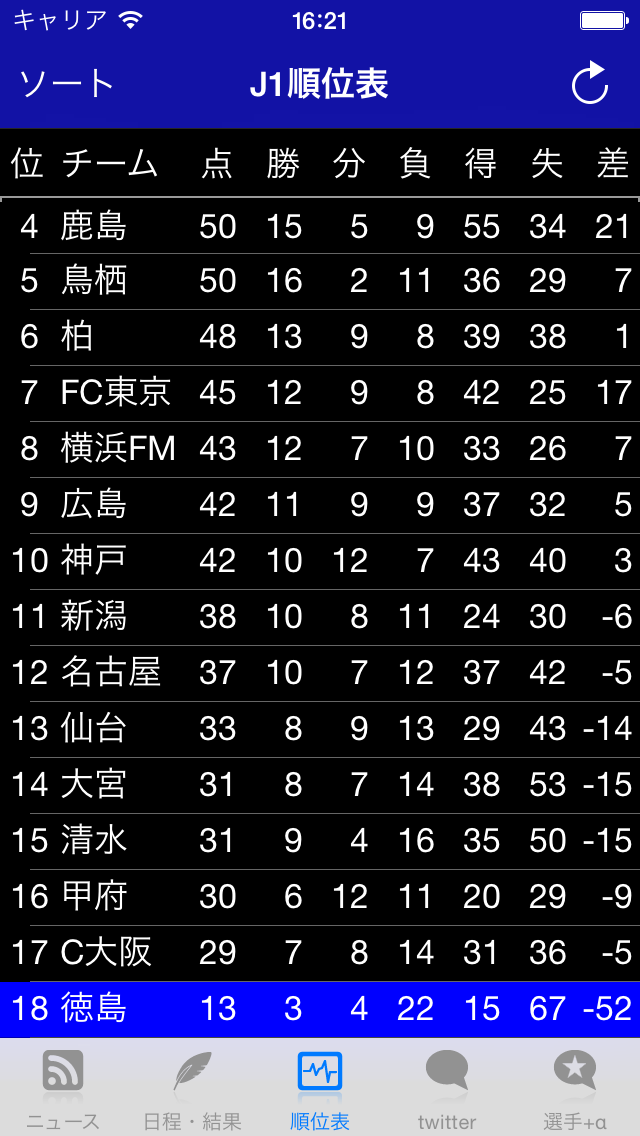 キャリア 16:21
ソート J1順位表
位 チーム 点 勝 分 負 得 失 差
4 鹿島 50 15 5 9 55 34 21
5 鳥栖 50 16 2 11 36 29 7
6 柏 48 13 9 8 39 38 1
7 FC東京 45 12 9 8 42 25 17
8 横浜FM 43 12 7 10 33 26 7
9 広島 42 11 9 9 37 32 5
10 神戸 42 10 12 7 43 40 3
11 新潟 38 10 8 11 24 30 -6
12 名古屋 37 10 7 12 37 42 -5
13 仙台 33 8 9 13 29 43 -14
14 大宮 31 8 7 14 38 53 -15
15 清水 31 9 4 16 35 50 -15
16 甲府 30 6 12 11 20 29 -9
17 C大阪 29 7 8 14 31 36 -5
18 徳島 13 3 4 22 15 67 -52
ニュース 日程・結果 順位表 twitter 選手+α